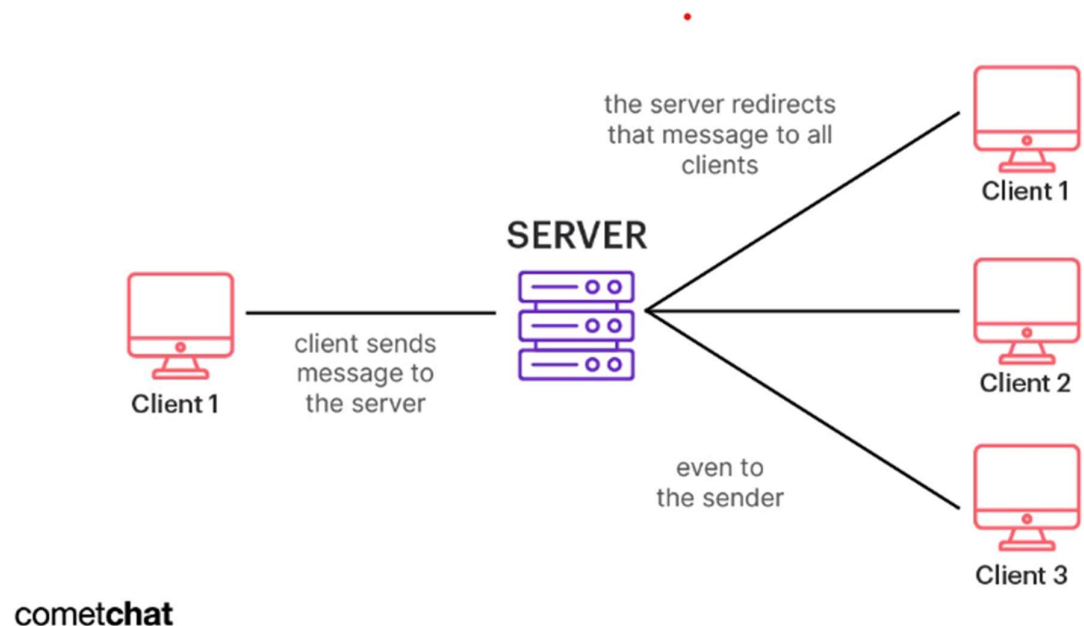 the server redirects
that message to all
clients
Client 1
SERVER
client sends
message to
the server
Client 1
Client 2
even to
the sender
Client 3
cometchat